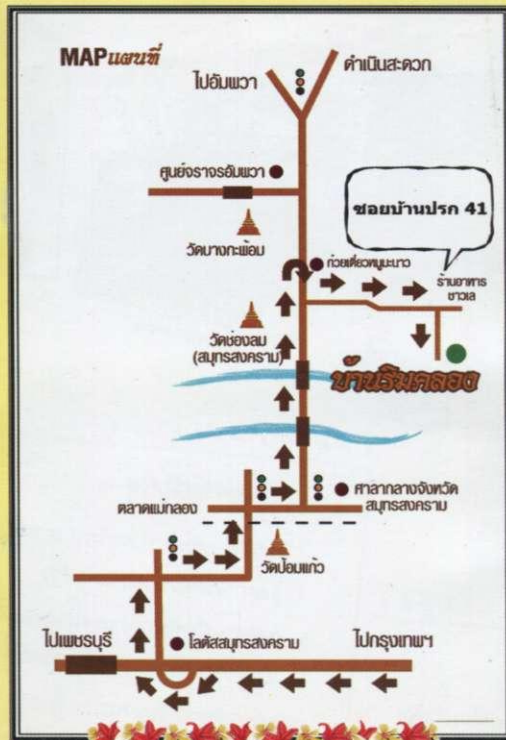 MAPแผนที่
ดำเนินสะดวก
ไปอัมพวา
ศูนย์จราจรอัมพวา
ซอยบ้านปรก 41
วัดบางกะพ้อม
ก๋วยเตี๋ยวหมูมะนาว
ร้านอาหาร
ชาวเล
วัดช่องลม
(สมุทรสงคราม)
บ้านริมคลอง
ตลาดแม่กลอง
ศาลากลางจังหวัด
สมุทรสงคราม
วัดป้อมแก้ว
ไปเพชรบุรี
โลตัสสมุทรสงคราม
ไปกรุงเทพฯ